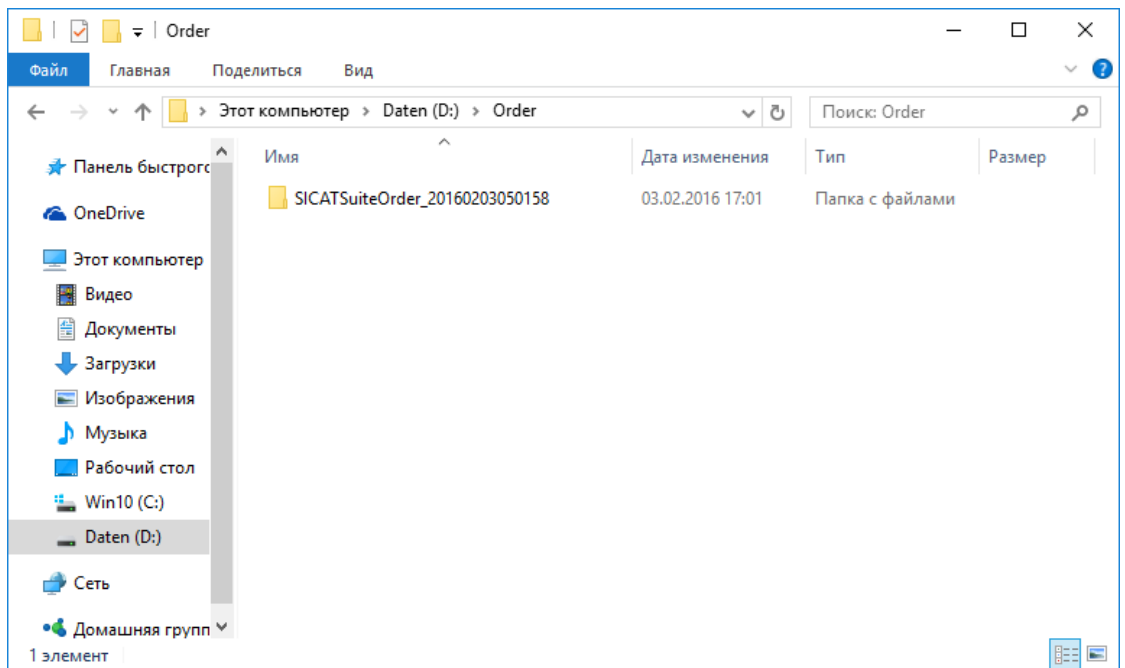 Order
Файл Главная Поделиться Вид
Этот компьютер > Daten (D:) > Order Поиск: Order
Имя Дата изменения Тип Размер
SICATSuiteOrder_20160203050158 03.02.2016 17:01 Папка с файлами
Панель быстрогс
OneDrive
Этот компьютер
Видео
Документы
Загрузки
Изображения
Музыка
Рабочий стол
Win10 (C:)
Daten (D:)
Сеть
Домашняя групп
1 элемент